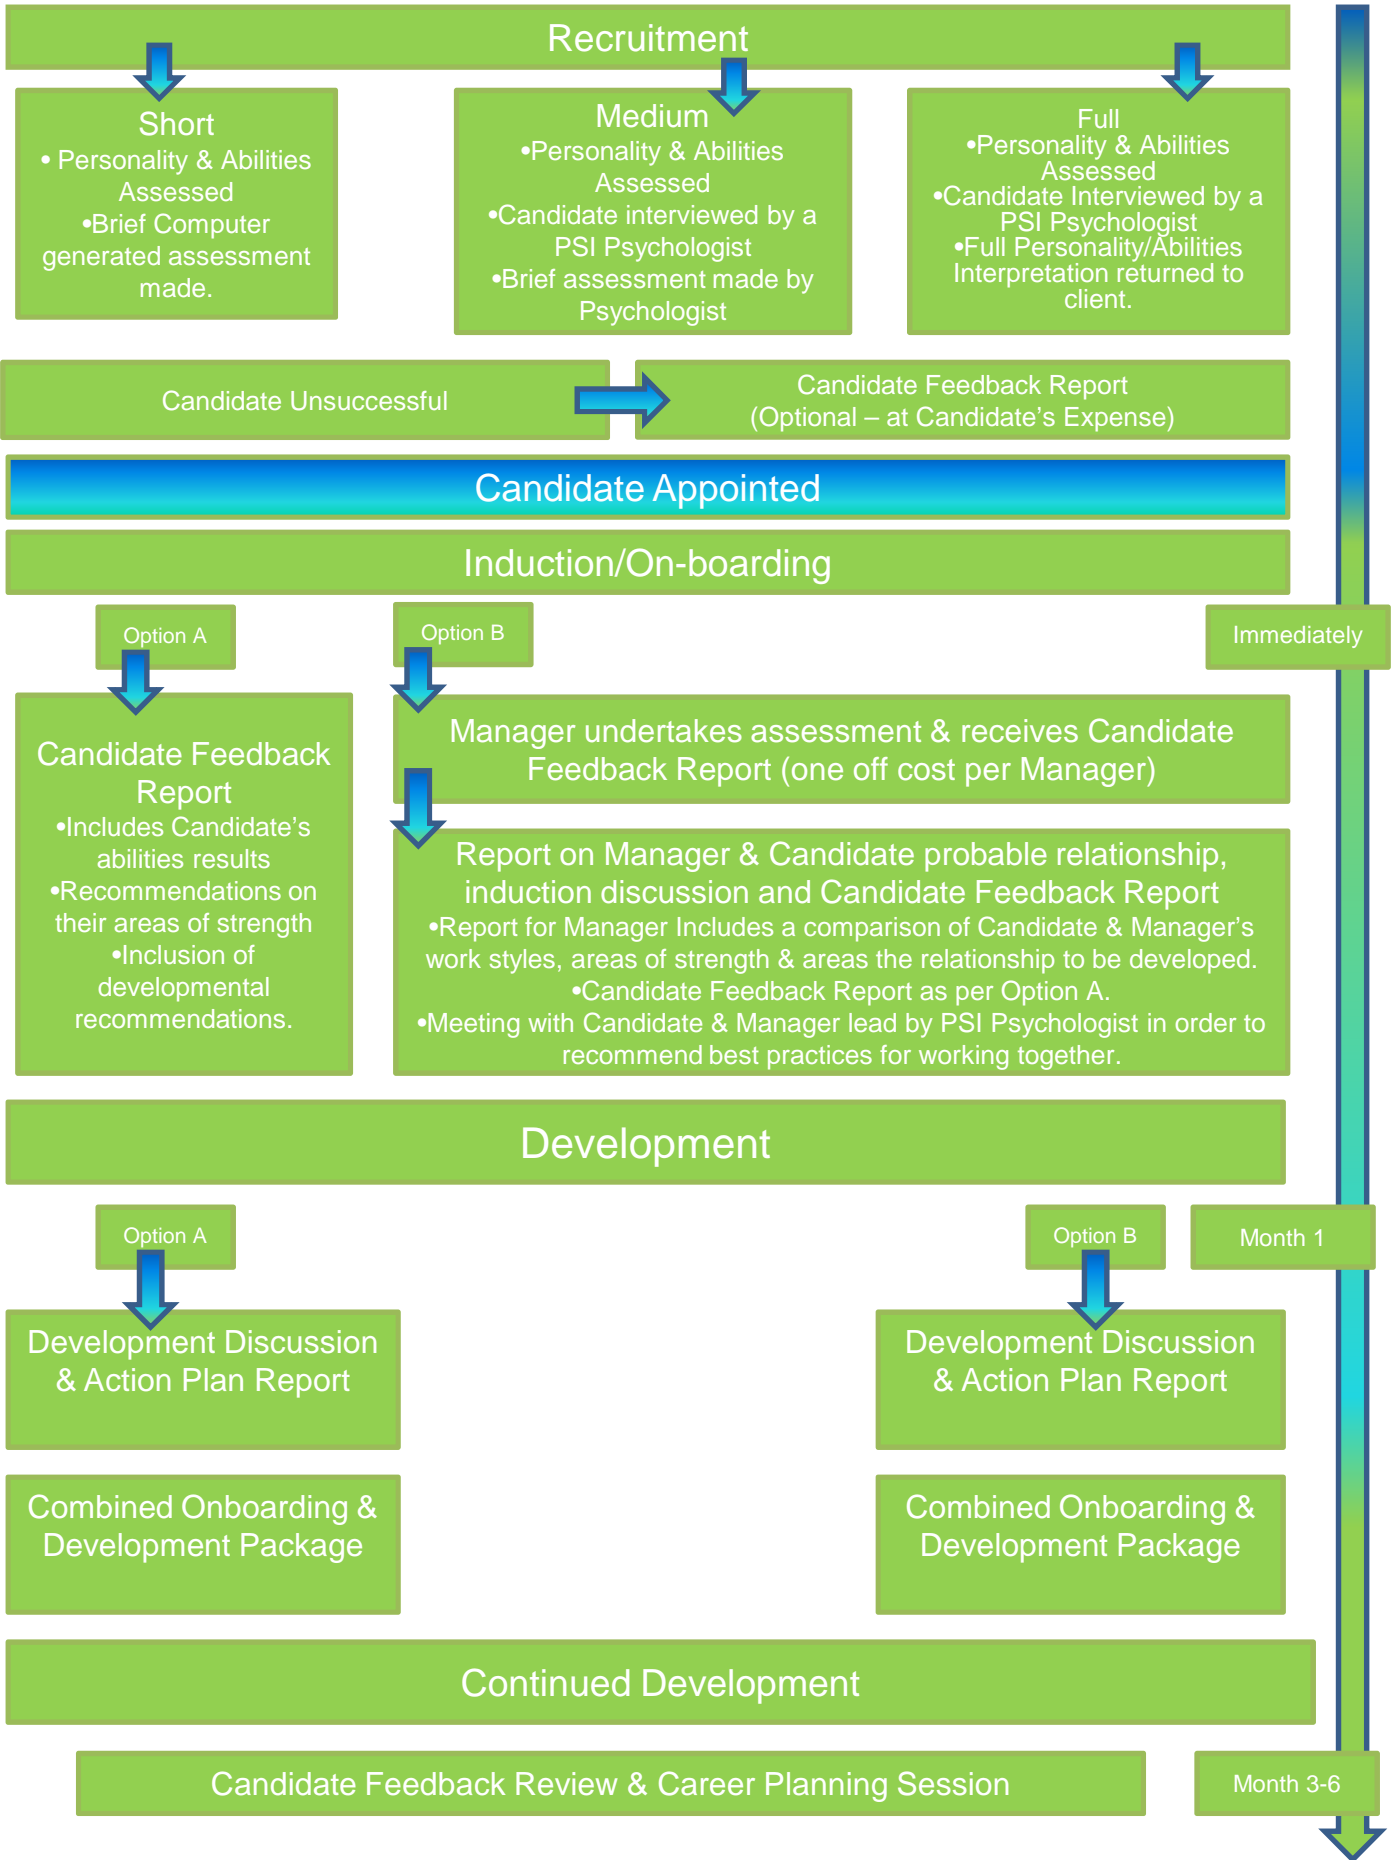 Recruitment
Short
• Personality & Abilities
Assessed
•Brief Computer
generated assessment
made.
Medium
•Personality & Abilities
Assessed
•Candidate interviewed by a
PSI Psychologist
•Brief assessment made by
Psychologist
Full
•Personality & Abilities
Assessed
•Candidate Interviewed by a
PSI Psychologist
•Full Personality/Abilities
Interpretation returned to
client.
Candidate Unsuccessful
Candidate Feedback Report
(Optional – at Candidate’s Expense)
Candidate Appointed
Induction/On-boarding
Option A
Option B
Immediately
Candidate Feedback
Report
•Includes Candidate’s
abilities results
•Recommendations on
their areas of strength
•Inclusion of
developmental
recommendations.
Manager undertakes assessment & receives Candidate
Feedback Report (one off cost per Manager)
Report on Manager & Candidate probable relationship,
induction discussion and Candidate Feedback Report
•Report for Manager Includes a comparison of Candidate & Manager’s
work styles, areas of strength & areas the relationship to be developed.
•Candidate Feedback Report as per Option A.
•Meeting with Candidate & Manager lead by PSI Psychologist in order to
recommend best practices for working together.
Development
Option A
Option B
Month 1
Development Discussion
& Action Plan Report
Development Discussion
& Action Plan Report
Combined Onboarding &
Development Package
Combined Onboarding &
Development Package
Continued Development
Candidate Feedback Review & Career Planning Session
Month 3-6